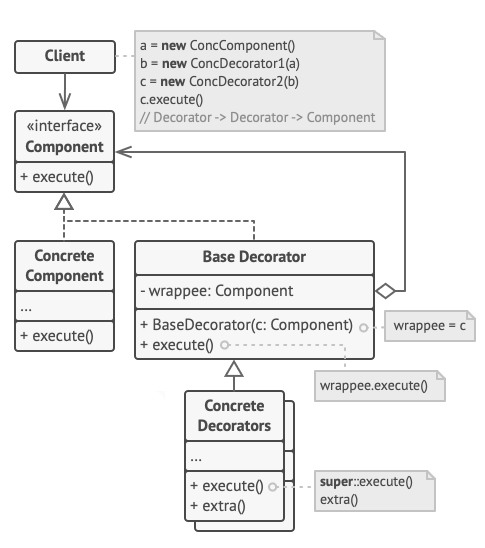 Client
a = new ConcComponent()
b = new ConcDecorator1(a)
c = new ConcDecorator2(b)
c.execute()
// Decorator -> Decorator -> Component
«interface»
Component
+ execute()
Concrete
Component
...
+ execute()
Base Decorator
- wrappee: Component
+ BaseDecorator(c: Component)
+ execute()
wrappee = c
wrappee.execute()
Concrete
Decorators
...
+ execute()
+ extra()
super::execute()
extra()